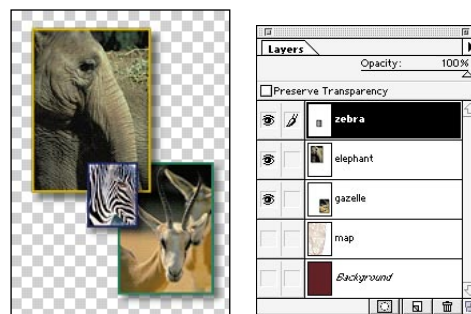 Layers
Opacity: 100%
Preserve Transparency
zebra
elephant
gazelle
map
Background